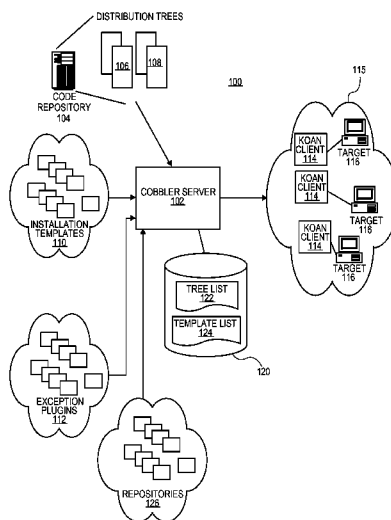 DISTRIBUTION TREES
106
108
100
CODE
REPOSITORY
104
115
KOAN
CLIENT
114
TARGET
116
KOAN
CLIENT
114
TARGET
116
KOAN
CLIENT
114
TARGET
116
COBBLER SERVER
102
INSTALLATION
TEMPLATES
110
TREE LIST
122
TEMPLATE LIST
124
120
EXCEPTION
PLUGINS
112
REPOSITORIES
126